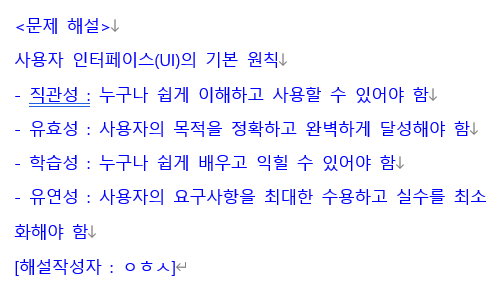 <문제 해설>↓
사용자 인터페이스(UI)의 기본 원칙↓
- 직관성 : 누구나 쉽게 이해하고 사용할 수 있어야 함↓
- 유효성 : 사용자의 목적을 정확하고 완벽하게 달성해야 함↓
- 학습성 : 누구나 쉽게 배우고 익힐 수 있어야 함↓
- 유연성 : 사용자의 요구사항을 최대한 수용하고 실수를 최소
화해야 함↓
[해설작성자 : ㅇㅎㅅ]↵